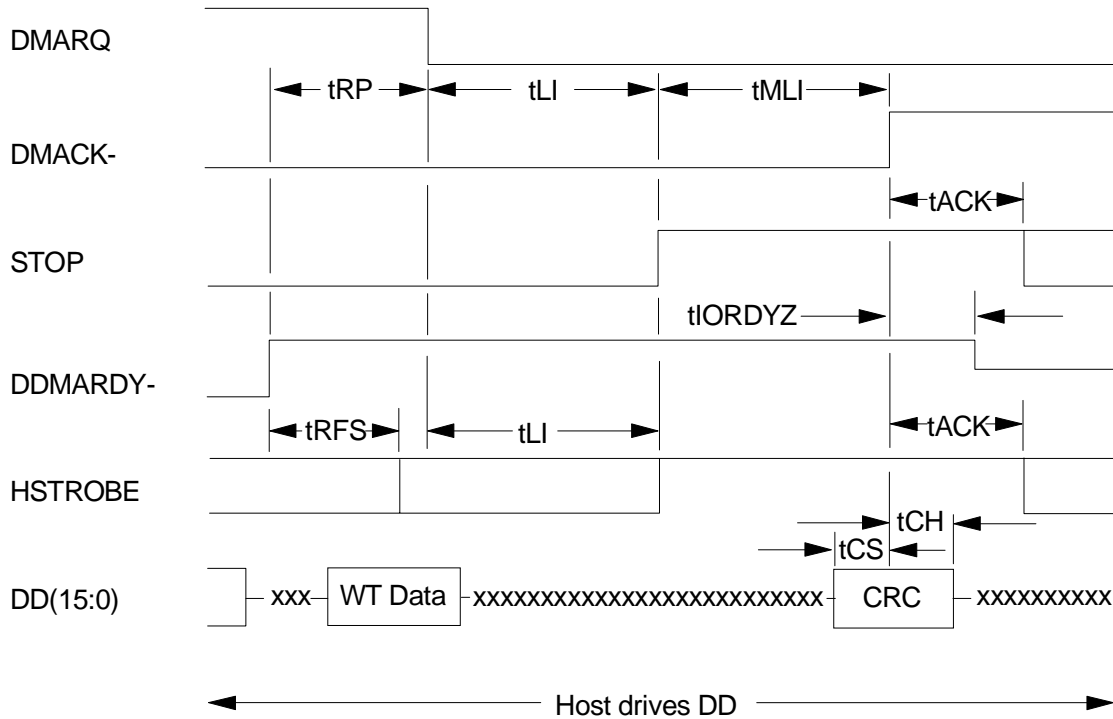 DMARQ
tRP
tLI
tMLI
DMACK-
tACK
STOP
tIORDYZ
DDMARDY-
tRFS
tLI
tACK
HSTROBE
tCH
tCS
DD(15:0)
xxx
WT Data
xxxxxxxxxxxxxxxxxxxxxxxxxx
CRC
xxxxxxxxxx
Host drives DD